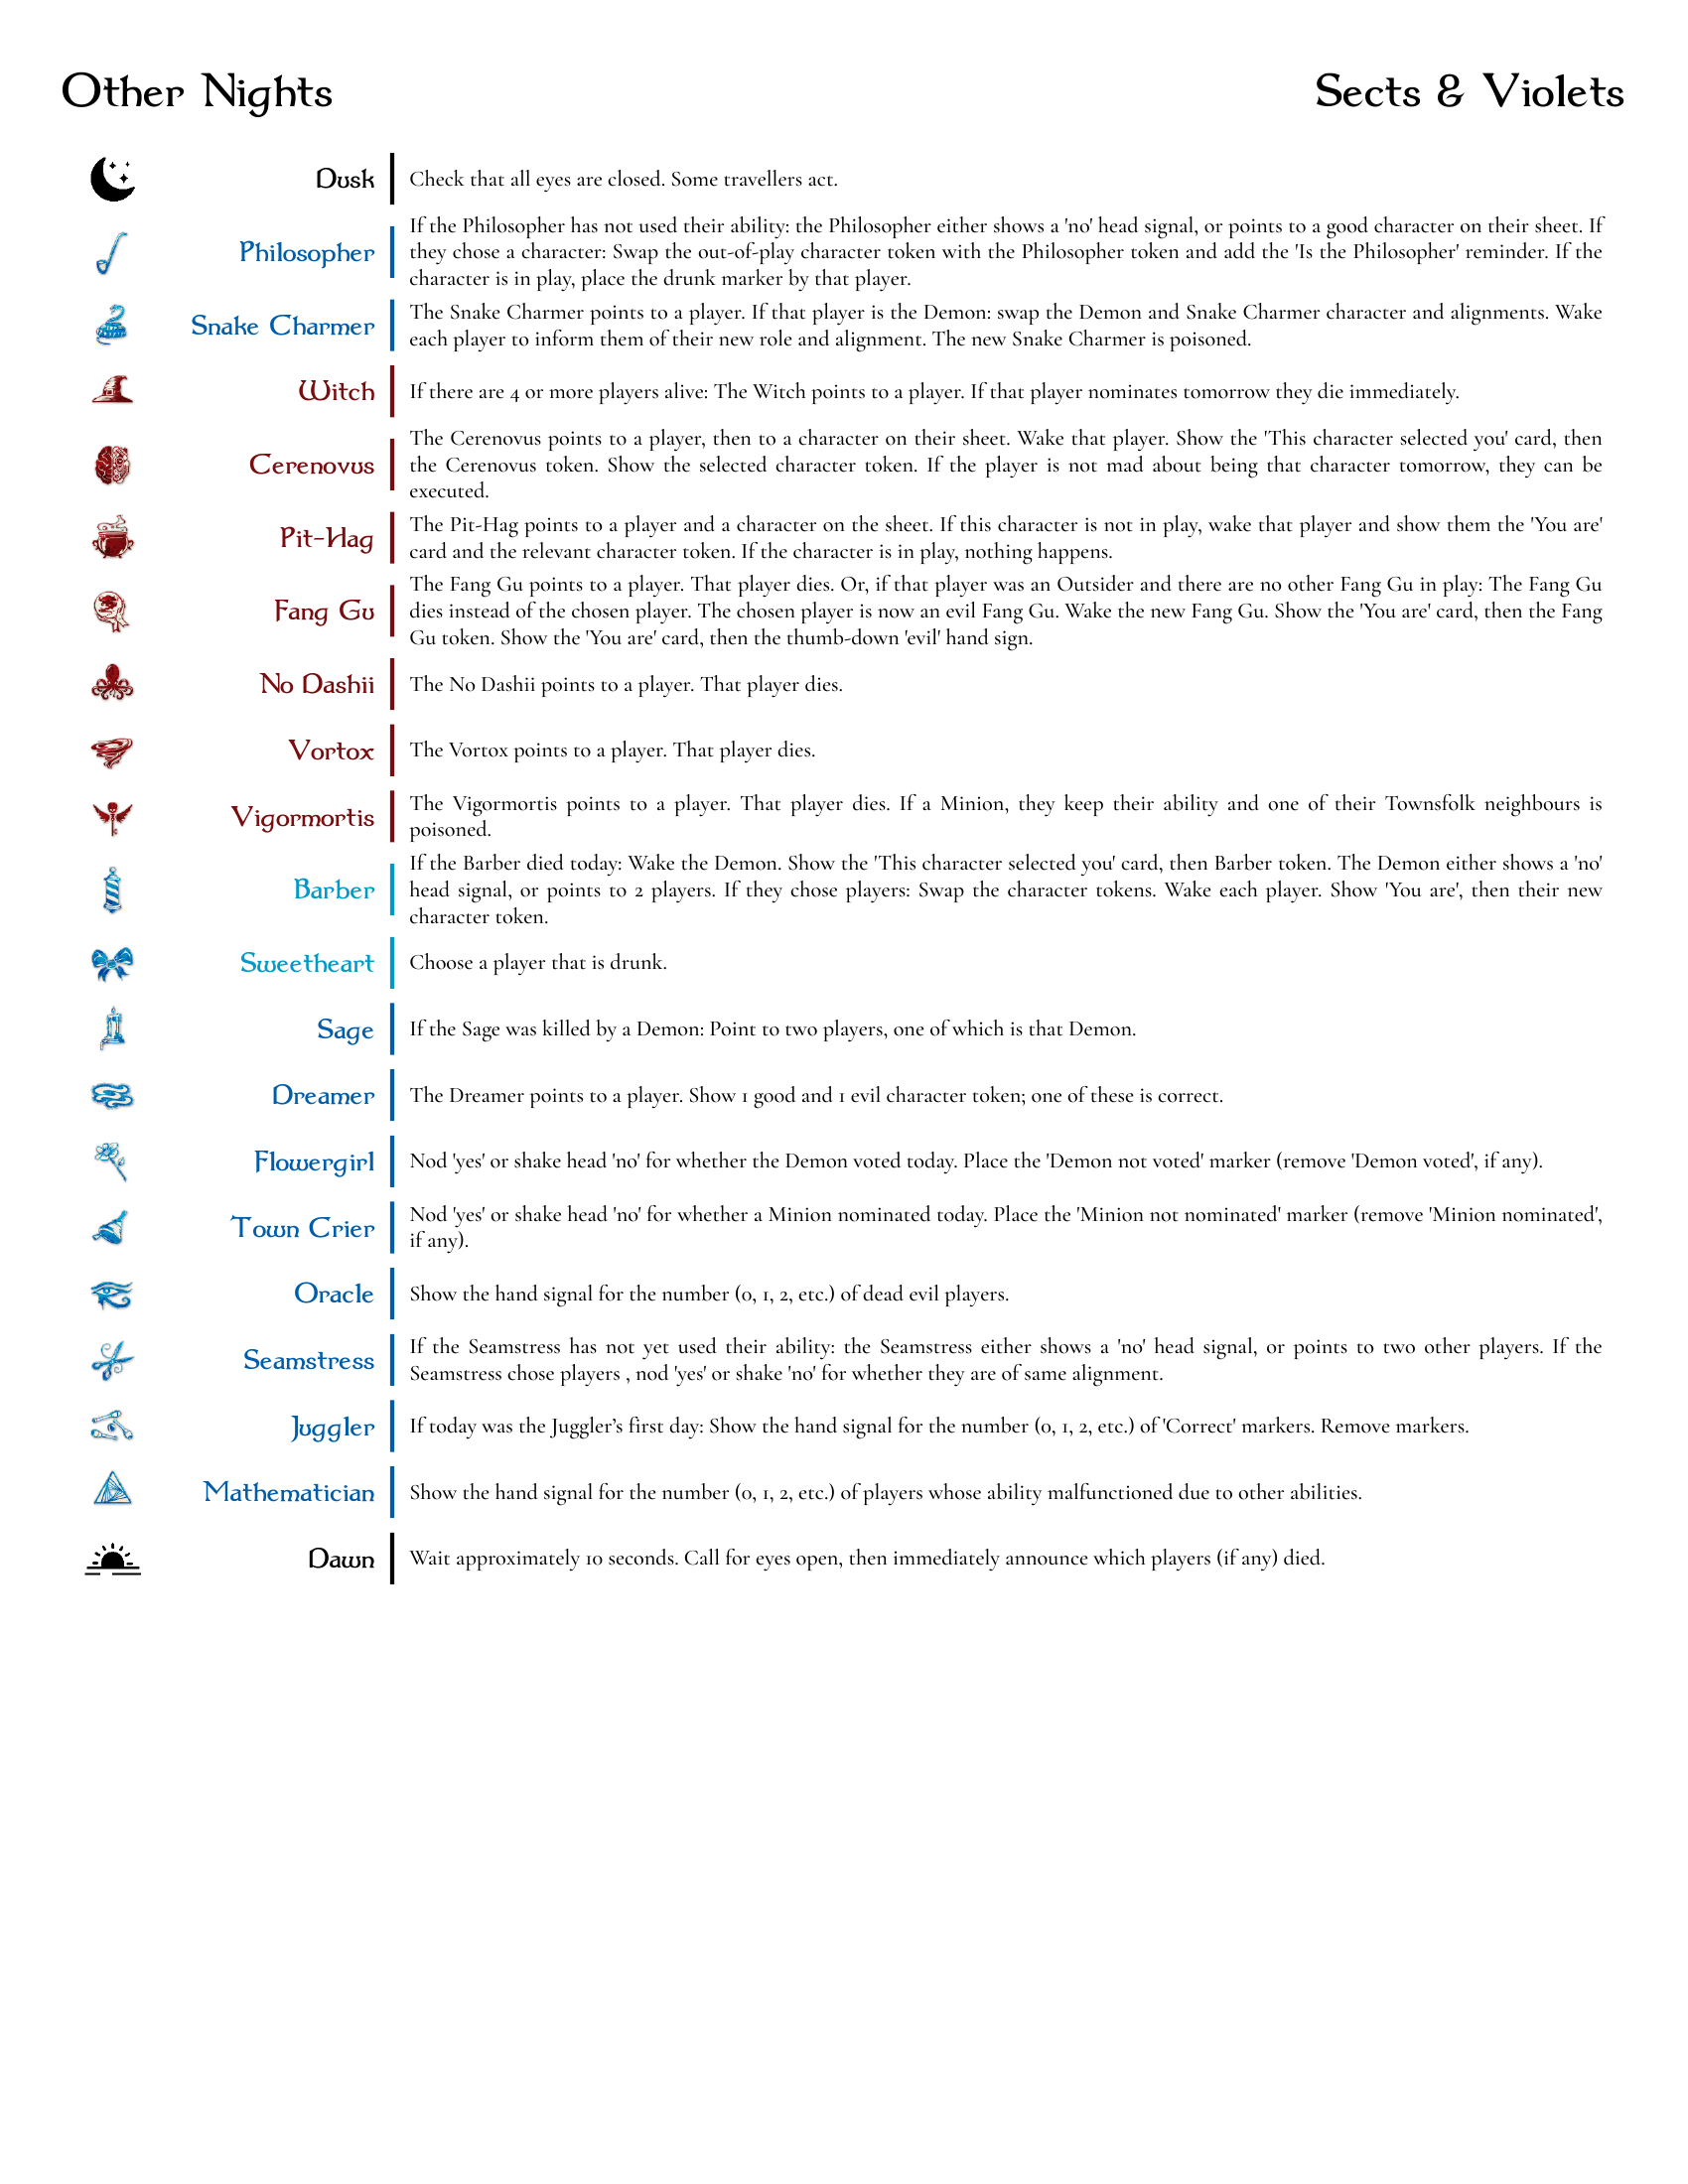 Other Nights
Sects & Violets
Dusk
Check that all eyes are closed. Some travellers act.
Philosopher
If the Philosopher has not used their ability: the Philosopher either shows a 'no' head signal, or points to a good character on their sheet. If
they chose a character: Swap the out-of-play character token with the Philosopher token and add the 'Is the Philosopher' reminder. If the
character is in play, place the drunk marker by that player.
Snake Charmer
The Snake Charmer points to a player. If that player is the Demon: swap the Demon and Snake Charmer character and alignments. Wake
each player to inform them of their new role and alignment. The new Snake Charmer is poisoned.
Witch
If there are 4 or more players alive: The Witch points to a player. If that player nominates tomorrow they die immediately.
Cerenovus
The Cerenovus points to a player, then to a character on their sheet. Wake that player. Show the 'This character selected you' card, then
the Cerenovus token. Show the selected character token. If the player is not mad about being that character tomorrow, they can be
executed.
Pit-Hag
The Pit-Hag points to a player and a character on the sheet. If this character is not in play, wake that player and show them the 'You are'
card and the relevant character token. If the character is in play, nothing happens.
Fang Gu
The Fang Gu points to a player. That player dies. Or, if that player was an Outsider and there are no other Fang Gu in play: The Fang Gu
dies instead of the chosen player. The chosen player is now an evil Fang Gu. Wake the new Fang Gu. Show the 'You are' card, then the Fang
Gu token. Show the 'You are' card, then the thumb-down 'evil' hand sign.
No Dashii
The No Dashii points to a player. That player dies.
Vortox
The Vortox points to a player. That player dies.
Vigormortis
The Vigormortis points to a player. That player dies. If a Minion, they keep their ability and one of their Townsfolk neighbours is
poisoned.
Barber
If the Barber died today: Wake the Demon. Show the 'This character selected you' card, then Barber token. The Demon either shows a 'no'
head signal, or points to 2 players. If they chose players: Swap the character tokens. Wake each player. Show 'You are', then their new
character token.
Sweetheart
Choose a player that is drunk.
Sage
If the Sage was killed by a Demon: Point to two players, one of which is that Demon.
Dreamer
The Dreamer points to a player. Show 1 good and 1 evil character token; one of these is correct.
Flowergirl
Nod 'yes' or shake head 'no' for whether the Demon voted today. Place the 'Demon not voted' marker (remove 'Demon voted', if any).
Town Crier
Nod 'yes' or shake head 'no' for whether a Minion nominated today. Place the 'Minion not nominated' marker (remove 'Minion nominated',
if any).
Oracle
Show the hand signal for the number (0, 1, 2, etc.) of dead evil players.
Seamstress
If the Seamstress has not yet used their ability: the Seamstress either shows a 'no' head signal, or points to two other players. If the
Seamstress chose players , nod 'yes' or shake 'no' for whether they are of same alignment.
Juggler
If today was the Juggler’s first day: Show the hand signal for the number (0, 1, 2, etc.) of 'Correct' markers. Remove markers.
Mathematician
Show the hand signal for the number (0, 1, 2, etc.) of players whose ability malfunctioned due to other abilities.
Dawn
Wait approximately 10 seconds. Call for eyes open, then immediately announce which players (if any) died.